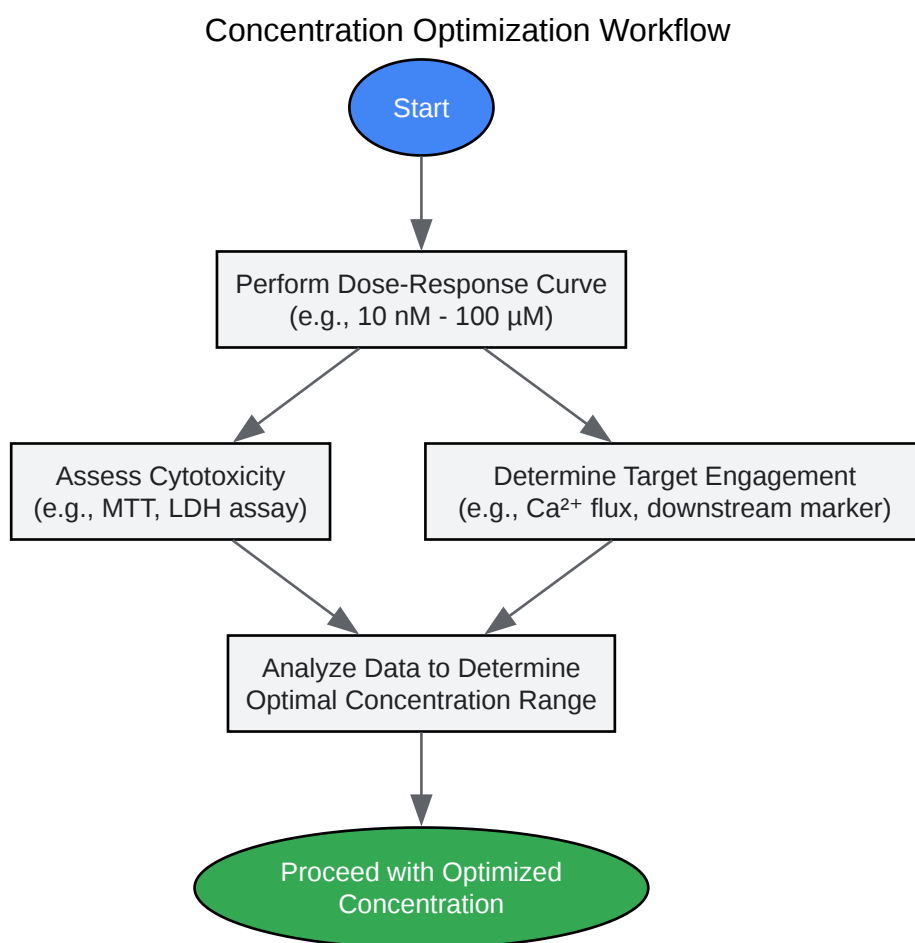 Concentration Optimization Workflow
Start
Perform Dose-Response Curve
(e.g., 10 nM - 100 µM)
Assess Cytotoxicity
(e.g., MTT, LDH assay)
Determine Target Engagement
(e.g., Ca²⁺ flux, downstream marker)
Analyze Data to Determine
Optimal Concentration Range
Proceed with Optimized
Concentration